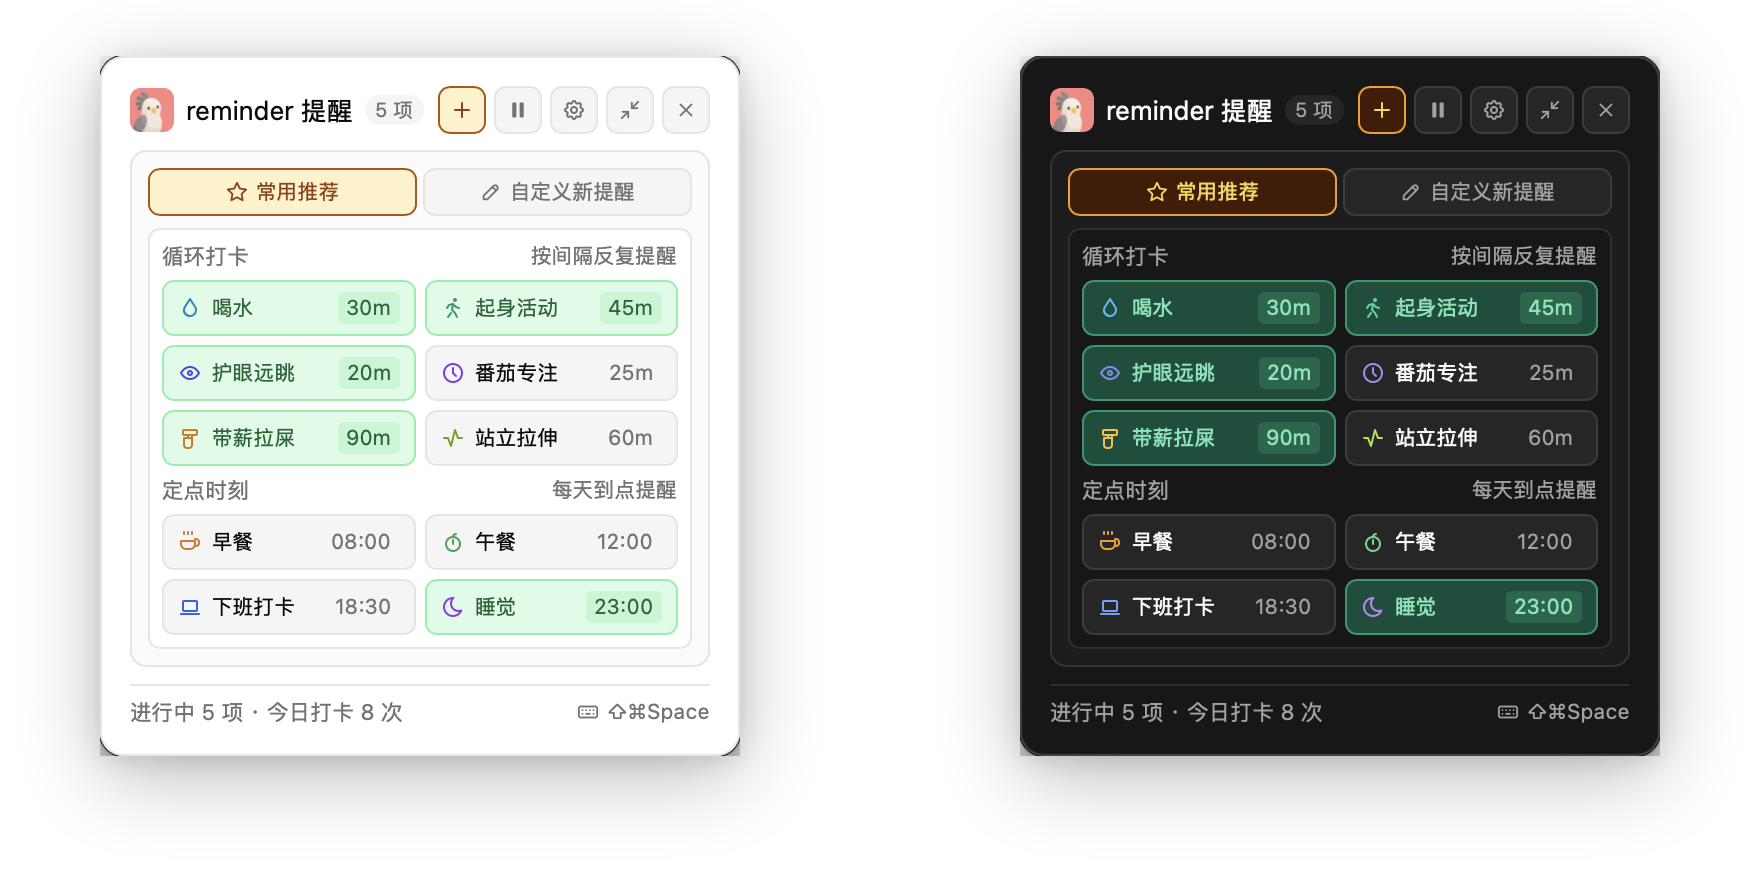 reminder 提醒 5 项
常用推荐 自定义新提醒
循环打卡 按间隔反复提醒
喝水 30m 起身活动 45m
护眼远眺 20m 番茄专注 25m
带薪拉屎 90m 站立拉伸 60m
定点时刻 每天到点提醒
早餐 08:00 午餐 12:00
下班打卡 18:30 睡觉 23:00
进行中 5 项 · 今日打卡 8 次 ⇧⌘Space
reminder 提醒 5 项
常用推荐 自定义新提醒
循环打卡 按间隔反复提醒
喝水 30m 起身活动 45m
护眼远眺 20m 番茄专注 25m
带薪拉屎 90m 站立拉伸 60m
定点时刻 每天到点提醒
早餐 08:00 午餐 12:00
下班打卡 18:30 睡觉 23:00
进行中 5 项 · 今日打卡 8 次 ⇧⌘Space